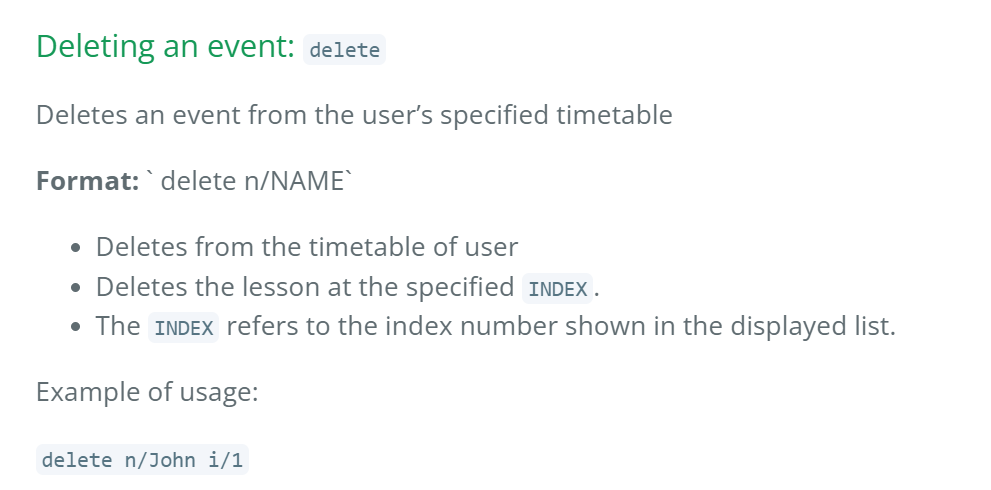 Deleting an event: delete
Deletes an event from the user’s specified timetable
Format: ` delete n/NAME`
• Deletes from the timetable of user
• Deletes the lesson at the specified INDEX.
• The INDEX refers to the index number shown in the displayed list.
Example of usage:
delete n/John i/1